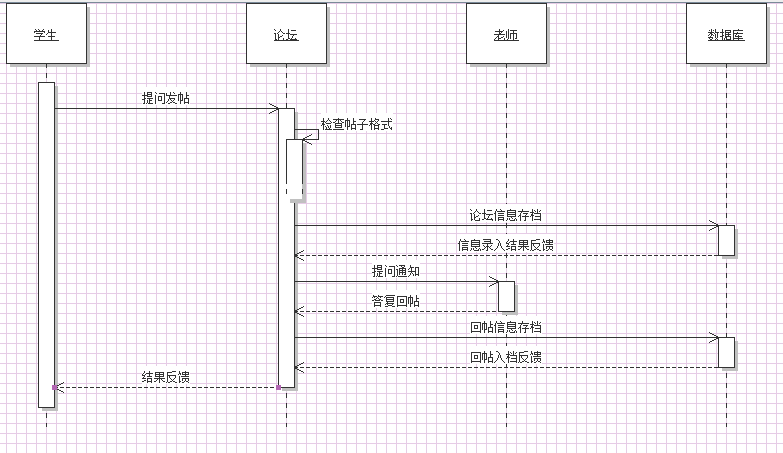 学生
论坛
老师
数据库
提问发帖
检查帖子格式
论坛信息存档
信息录入结果反馈
提问通知
答复回帖
回帖信息存档
回帖入档反馈
结果反馈